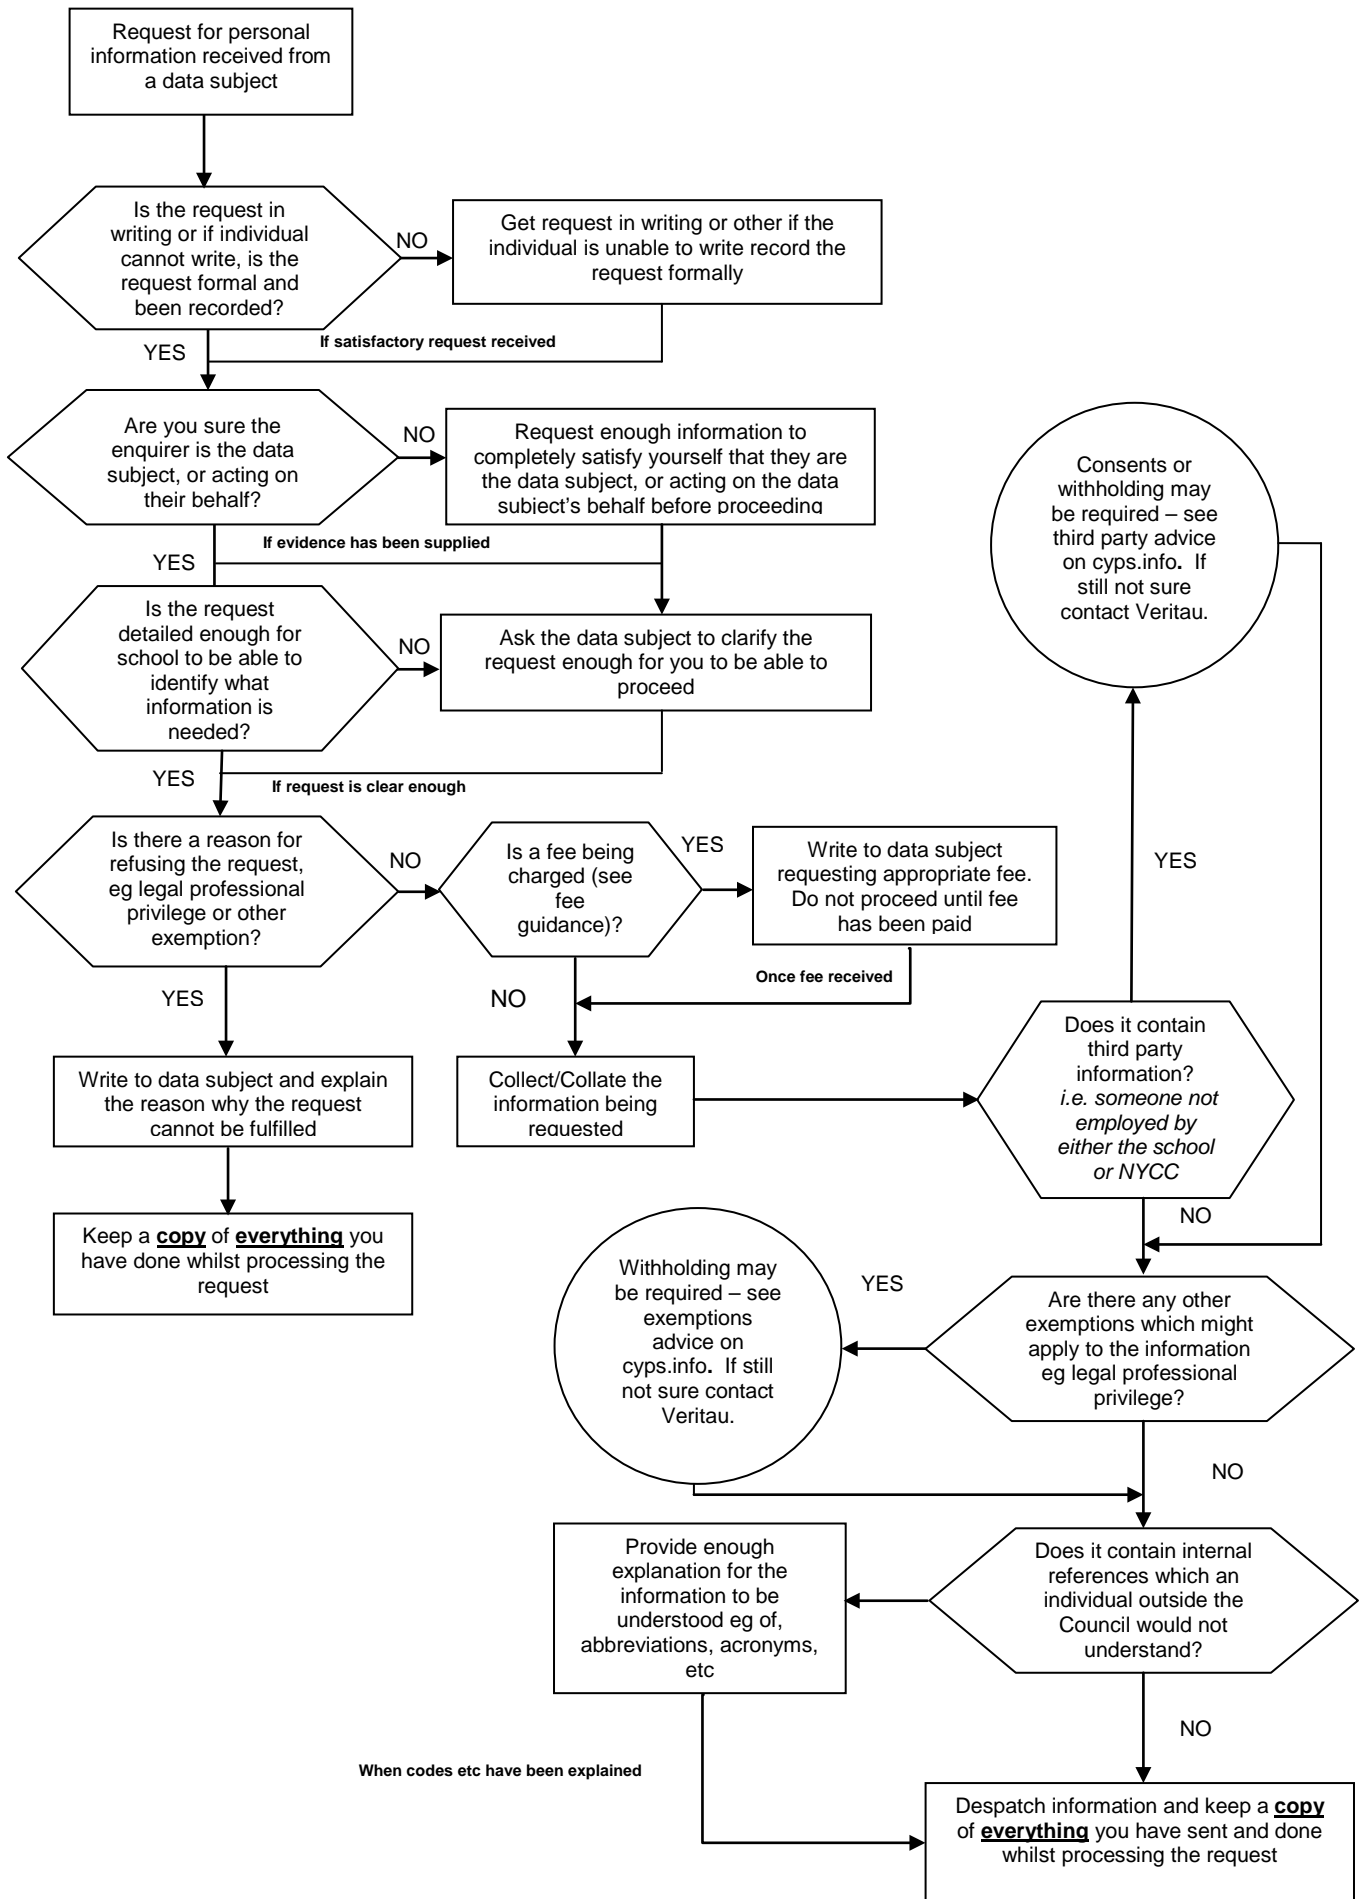 Request for personal
information received from
a data subject
Is the request in
writing or if individual
cannot write, is the
request formal and
been recorded?
NO
Get request in writing or other if the
individual is unable to write record the
request formally
YES
If satisfactory request received
Are you sure the
enquirer is the data
subject, or acting on
their behalf?
NO
Request enough information to
completely satisfy yourself that they are
the data subject, or acting on the data
subject's behalf before proceeding
Consents or
withholding may
be required – see
third party advice
on cyps.info. If
still not sure
contact Veritau.
YES
If evidence has been supplied
Is the request
detailed enough for
school to be able to
identify what
information is
needed?
NO
Ask the data subject to clarify the
request enough for you to be able to
proceed
YES
If request is clear enough
Is there a reason for
refusing the request,
eg legal professional
privilege or other
exemption?
NO
Is a fee being
charged (see
fee
guidance)?
YES
Write to data subject
requesting appropriate fee.
Do not proceed until fee
has been paid
YES
YES
NO
Once fee received
Write to data subject and explain
the reason why the request
cannot be fulfilled
Collect/Collate the
information being
requested
Does it contain
third party
information?
i.e. someone not
employed by
either the school
or NYCC
NO
Keep a copy of everything you
have done whilst processing the
request
Withholding may
be required – see
exemptions
advice on
cyps.info. If still
not sure contact
Veritau.
YES
Are there any other
exemptions which might
apply to the information
eg legal professional
privilege?
NO
Provide enough
explanation for the
information to be
understood eg of,
abbreviations, acronyms,
etc
Does it contain internal
references which an
individual outside the
Council would not
understand?
NO
When codes etc have been explained
Despatch information and keep a copy
of everything you have sent and done
whilst processing the request